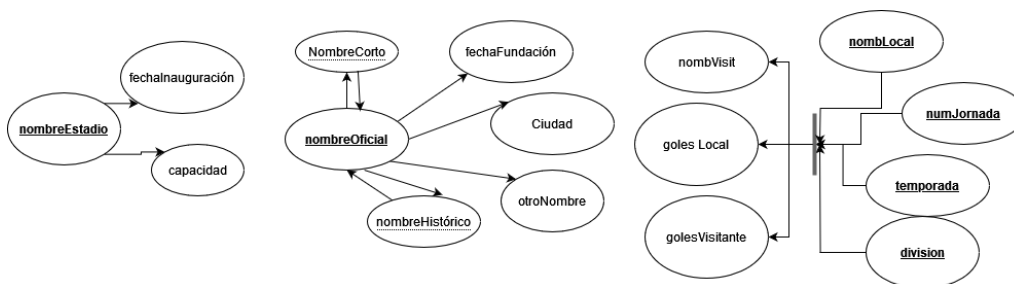 nombreEstadio
fechaInauguración
capacidad
NombreCorto
fechaFundación
nombreOficial
Ciudad
otroNombre
nombreHistórico
nombVisit
goles Local
golesVisitante
nombLocal
numJornada
temporada
division